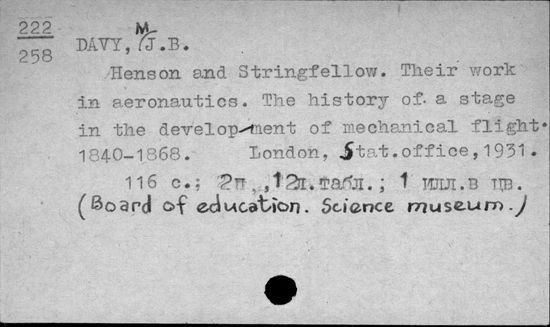 222
258
DAVY, M.J.B.
Henson and Stringfellow. Their work
in aeronautics. The history of a stage
in the development of mechanical flight.
1840-1868. London, Stat.office, 1931.
116 с.; 2п., 12л.табл.; 1 илл.в цв.
(Board of education. Science museum.)